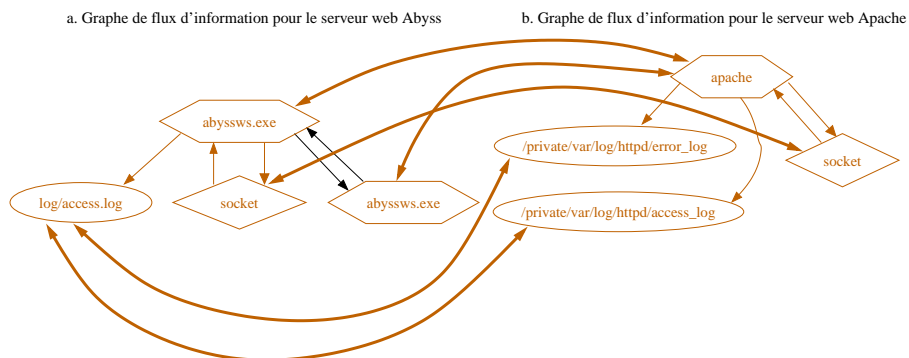 a. Graphe de flux d’information pour le serveur web Abyss
b. Graphe de flux d’information pour le serveur web Apache
apache
abyssws.exe
/private/var/log/httpd/error_log
socket
log/access.log
socket
abyssws.exe
/private/var/log/httpd/access_log